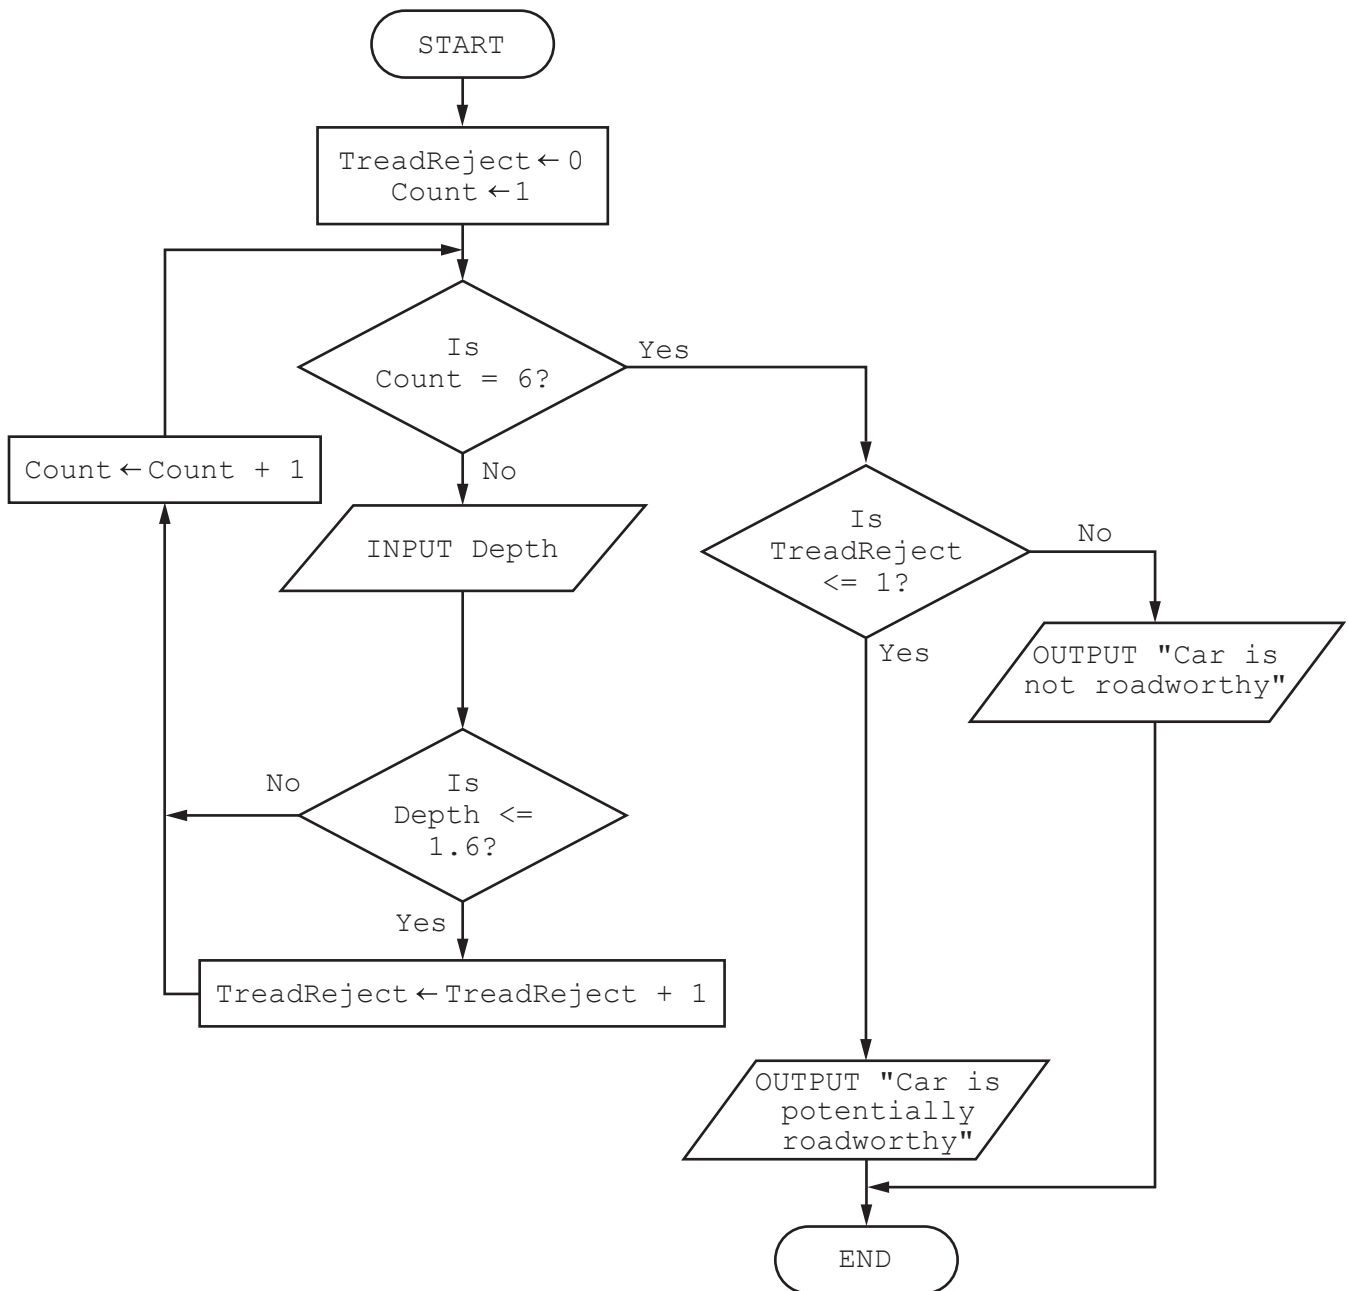 START
TreadReject ← 0
Count ← 1
Is
Count = 6?
Yes
No
Count ← Count + 1
INPUT Depth
Is
TreadReject
<= 1?
No
Yes
OUTPUT "Car is
not roadworthy"
Is
Depth <=
1.6?
No
Yes
TreadReject ← TreadReject + 1
OUTPUT "Car is
potentially
roadworthy"
END